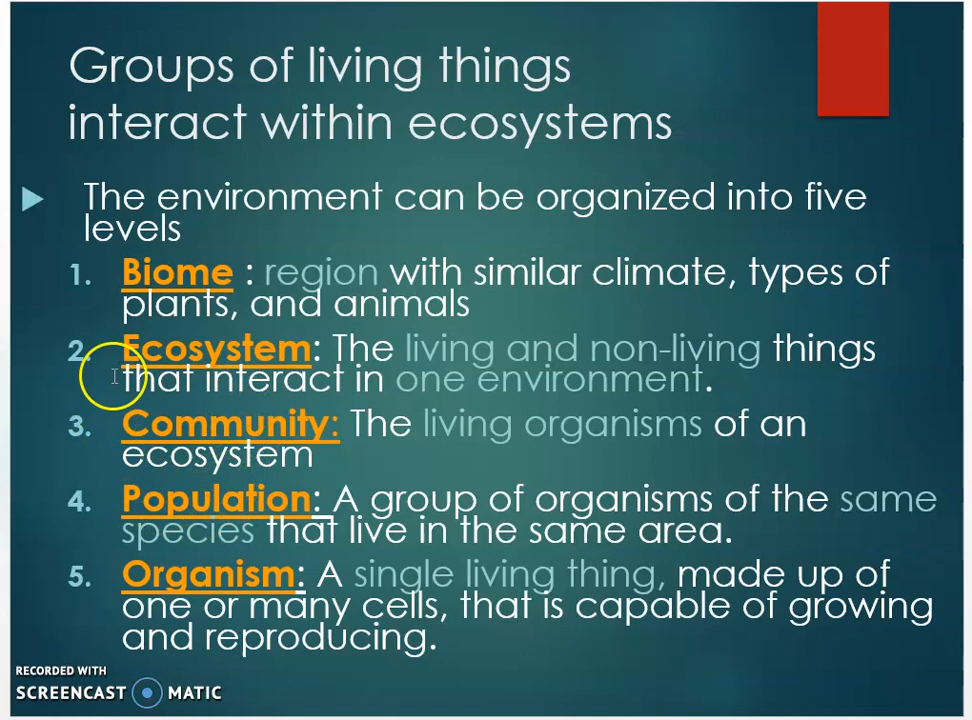 Groups of living things
interact within ecosystems
The environment can be organized into five
levels
1. Biome : region with similar climate, types of
plants, and animals
2. Ecosystem: The living and non-living things
that interact in one environment.
3. Community: The living organisms of an
ecosystem
4. Population: A group of organisms of the same
species that live in the same area.
5. Organism: A single living thing, made up of
one or many cells, that is capable of growing
and reproducing.
RECORDED WITH
SCREENCAST MATIC